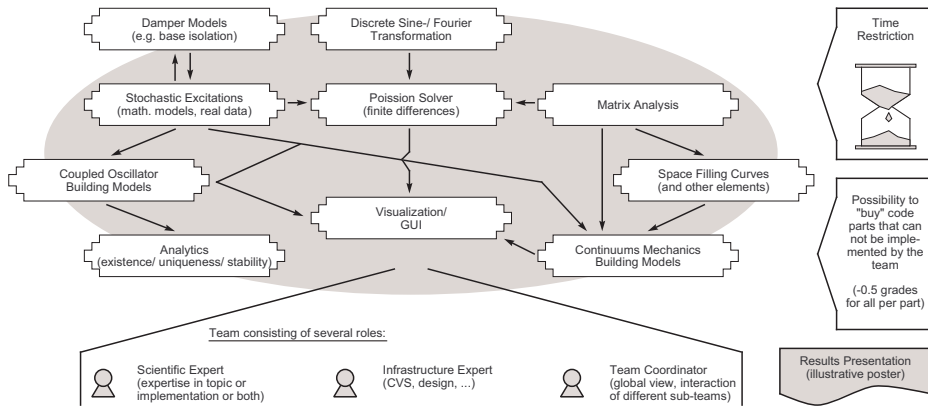 Damper Models
(e.g. base isolation)
Discrete Sine-/ Fourier
Transformation
Time
Restriction
Stochastic Excitations
(math. models, real data)
Poission Solver
(finite differences)
Matrix Analysis
Coupled Oscillator
Building Models
Space Filling Curves
(and other elements)
Possibility to
"buy" code
parts that can
not be imple-
mented by the
team
(-0.5 grades
for all per part)
Visualization/
GUI
Analytics
(existence/ uniqueness/ stability)
Continuums Mechanics
Building Models
Team consisting of several roles:
Scientific Expert
(expertise in topic or
implementation or both)
Infrastructure Expert
(CVS, design, ...)
Team Coordinator
(global view, interaction
of different sub-teams)
Results Presentation
(illustrative poster)